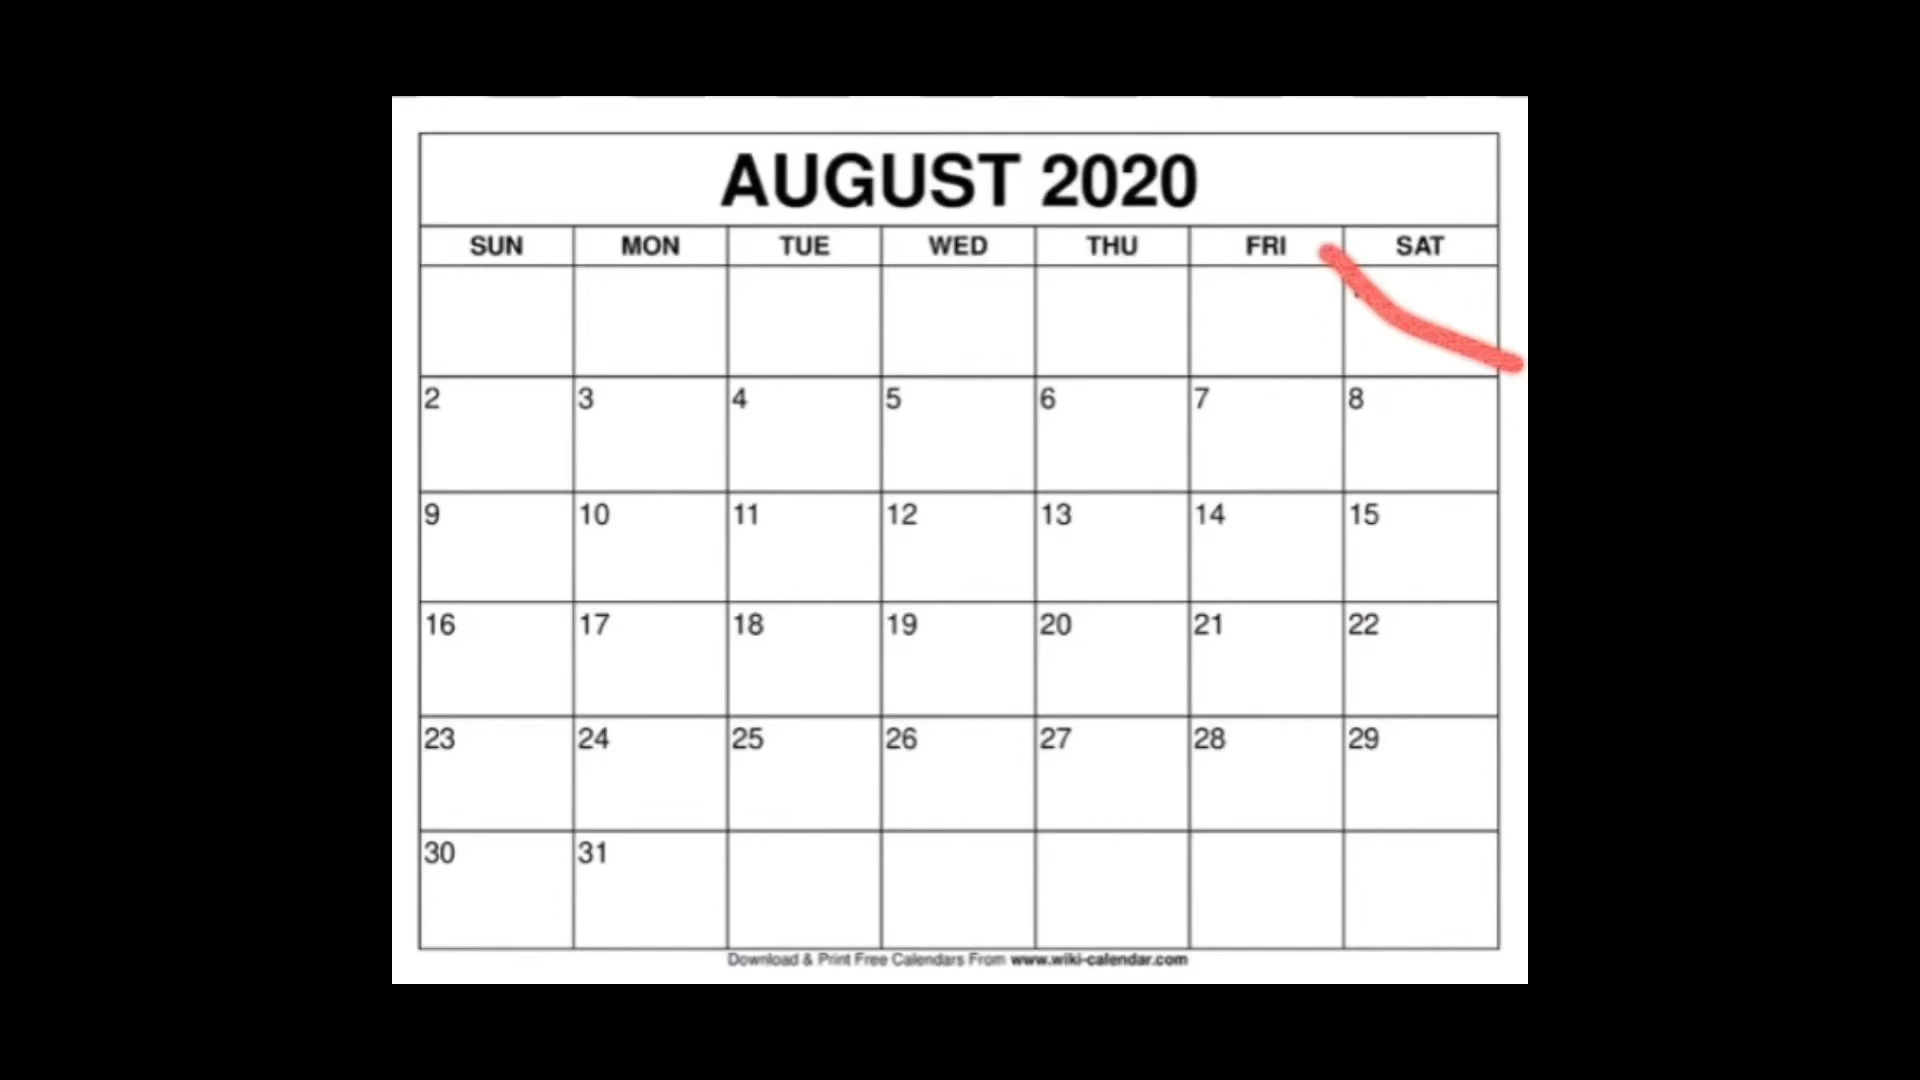 AUGUST 2020
SUN MON TUE WED THU FRI SAT
2 3 4 5 6 7 8
9 10 11 12 13 14 15
16 17 18 19 20 21 22
23 24 25 26 27 28 29
30 31
Download & Print Free Calendars From www.wiki-calendar.com